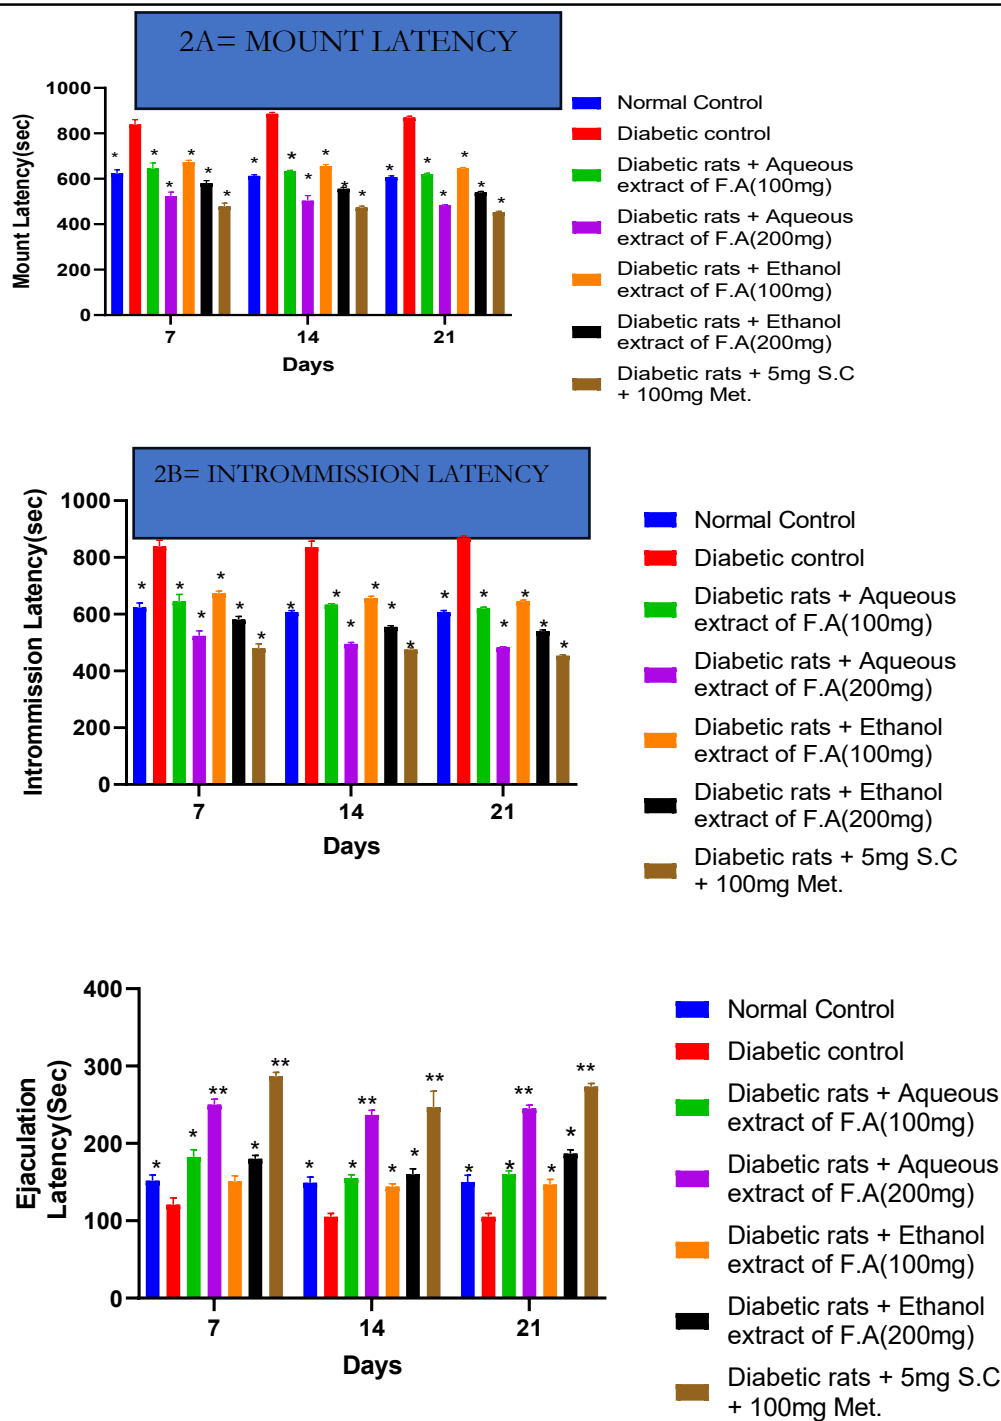 2A= MOUNT LATENCY
1000
800
600
400
200
0
Mount Latency(sec)
* * * * * * * * * * * * * * * * * *
7 14 21
Days
Normal Control
Diabetic control
Diabetic rats + Aqueous
extract of F.A(100mg)
Diabetic rats + Aqueous
extract of F.A(200mg)
Diabetic rats + Ethanol
extract of F.A(100mg)
Diabetic rats + Ethanol
extract of F.A(200mg)
Diabetic rats + 5mg S.C
+ 100mg Met.
2B= INTROMMISSION LATENCY
1000
800
600
400
200
0
Intrommission Latency(sec)
* * * * * * * * * * * * * * * * * *
7 14 21
Days
Normal Control
Diabetic control
Diabetic rats + Aqueous
extract of F.A(100mg)
Diabetic rats + Aqueous
extract of F.A(200mg)
Diabetic rats + Ethanol
extract of F.A(100mg)
Diabetic rats + Ethanol
extract of F.A(200mg)
Diabetic rats + 5mg S.C
+ 100mg Met.
400
300
200
100
0
Ejaculation
Latency(Sec)
* * ** * ** * * ** * * ** * * ** * * **
7 14 21
Days
Normal Control
Diabetic control
Diabetic rats + Aqueous
extract of F.A(100mg)
Diabetic rats + Aqueous
extract of F.A(200mg)
Diabetic rats + Ethanol
extract of F.A(100mg)
Diabetic rats + Ethanol
extract of F.A(200mg)
Diabetic rats + 5mg S.C
+ 100mg Met.